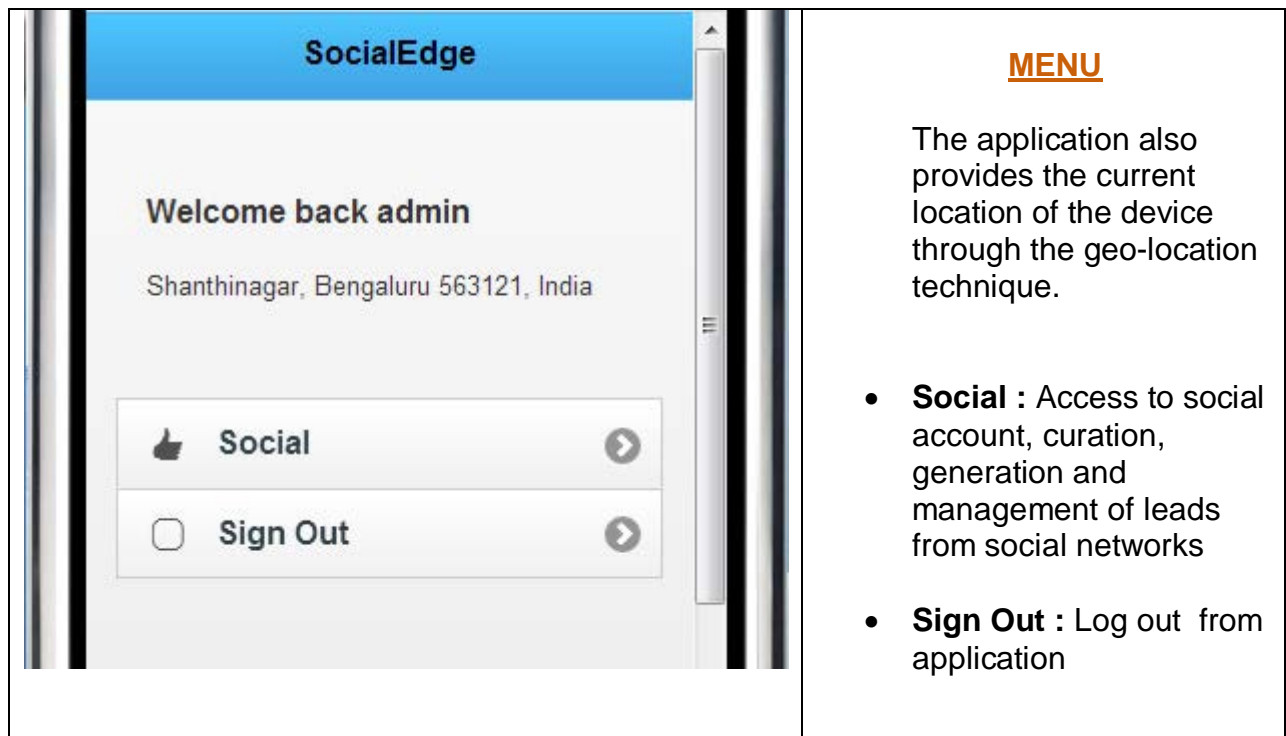 SocialEdge
Welcome back admin
Shanthinagar, Bengaluru 563121, India
Social
Sign Out
MENU
The application also
provides the current
location of the device
through the geo-location
technique.
• Social : Access to social
account, curation,
generation and
management of leads
from social networks
• Sign Out : Log out from
application